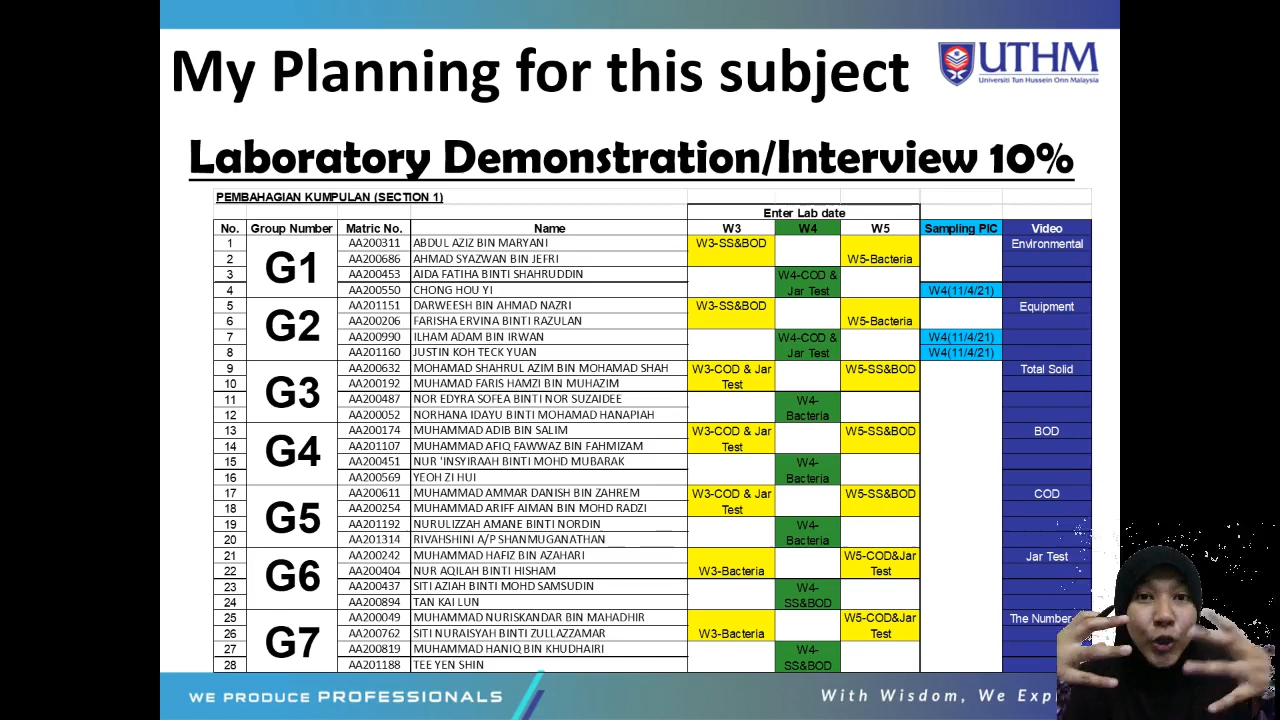 My Planning for this subject
UTHM
Universiti Tun Hussein Onn Malaysia
Laboratory Demonstration/Interview 10%
PEMBAHAGIAN KUMPULAN (SECTION 1)
Enter Lab date
No. Group Number Matric No. Name W3 W4 W5 Sampling PIC Video
1 AA200311 ABDUL AZIZ BIN MARYANI W3-SS&BOD Environmental
G1
2 AA200686 AHMAD SYAZWAN BIN JEFRI W5-Bacteria
3 AA200453 AIDA FATIHA BINTI SHAHRUDDIN W4-COD &
4 AA200550 CHONG HOU YI Jar Test W4(11/4/21)
5 AA201151 DARWEESH BIN AHMAD NAZRI W3-SS&BOD Equipment
G2
6 AA200206 FARISHA ERVINA BINTI RAZULAN W5-Bacteria
7 AA200990 ILHAM ADAM BIN IRWAN W4-COD & W4(11/4/21)
8 AA201160 JUSTIN KOH TECK YUAN Jar Test W4(11/4/21)
9 AA200632 MOHAMAD SHAHRUL AZIM BIN MOHAMAD SHAH W3-COD & Jar W5-SS&BOD Total Solid
G3
10 AA200192 MUHAMAD FARIS HAMZI BIN MUHAZIM Test
11 AA200487 NOR EDYRA SOFEA BINTI NOR SUZAIDEE W4-
12 AA200052 NORHANA IDAYU BINTI MOHAMAD HANAPIAH Bacteria
13 AA200174 MUHAMMAD ADIB BIN SALIM W3-COD & Jar W5-SS&BOD BOD
G4
14 AA201107 MUHAMMAD AFIQ FAWWAZ BIN FAHMIZAM Test
15 AA200451 NUR 'INSYIRAAH BINTI MOHD MUBARAK W4-
16 AA200569 YEOH ZI HUI Bacteria
17 AA200611 MUHAMMAD AMMAR DANISH BIN ZAHREM W3-COD & Jar W5-SS&BOD COD
G5
18 AA200254 MUHAMMAD ARIFF AIMAN BIN MOHD RADZI Test
19 AA201192 NURULIZZAH AMANE BINTI NORDIN W4-
20 AA201314 RIVAHSHINI A/P SHANMUGANATHAN Bacteria
21 AA200242 MUHAMMAD HAFIZ BIN AZAHARI W5-COD&Jar Jar Test
G6
22 AA200404 NUR AQILAH BINTI HISHAM W3-Bacteria Test
23 AA200437 SITI AZIAH BINTI MOHD SAMSUDIN W4-
24 AA200894 TAN KAI LUN SS&BOD
25 AA200049 MUHAMMAD NURISKANDAR BIN MAHADHIR W5-COD&Jar The Number
G7
26 AA200762 SITI NURAISYAH BINTI ZULLAZZAMAR W3-Bacteria Test
27 AA200819 MUHAMMAD HANIQ BIN KHUDHAIRI W4-
28 AA201188 TEE YEN SHIN SS&BOD
WE PRODUCE PROFESSIONALS
With Wisdom, We Exp